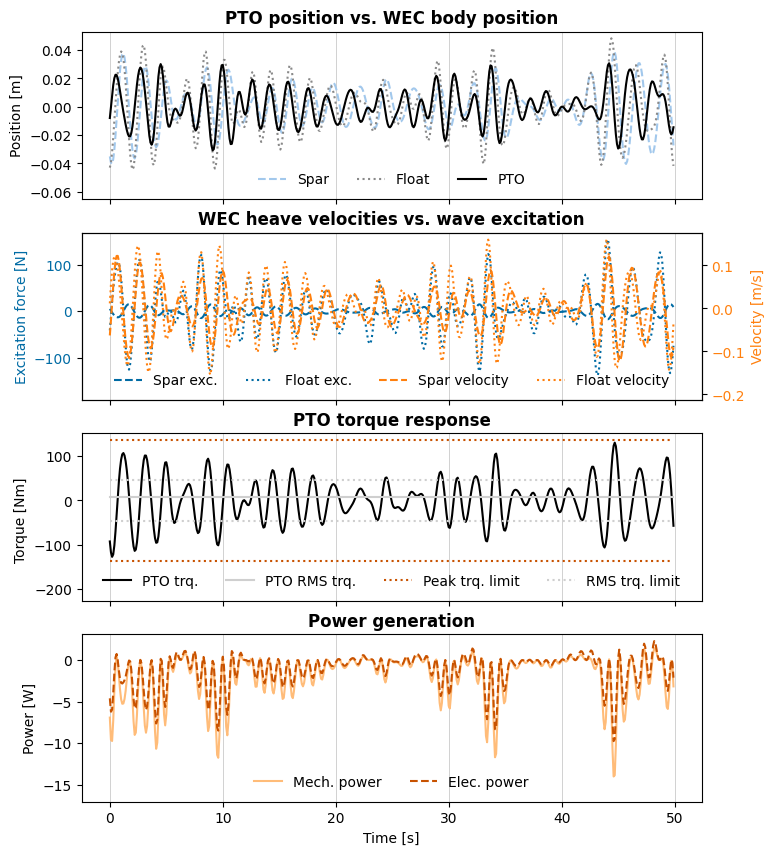 PTO position vs. WEC body position
Position [m]
0.04
0.02
0.00
−0.02
−0.04
−0.06
Spar Float PTO
WEC heave velocities vs. wave excitation
Excitation force [N]
100
0
−100
Velocity [m/s]
0.1
0.0
−0.1
−0.2
Spar exc. Float exc. Spar velocity Float velocity
PTO torque response
Torque [Nm]
100
0
−100
−200
PTO trq. PTO RMS trq. Peak trq. limit RMS trq. limit
Power generation
Power [W]
0
−5
−10
−15
Mech. power Elec. power
0 10 20 30 40 50
Time [s]